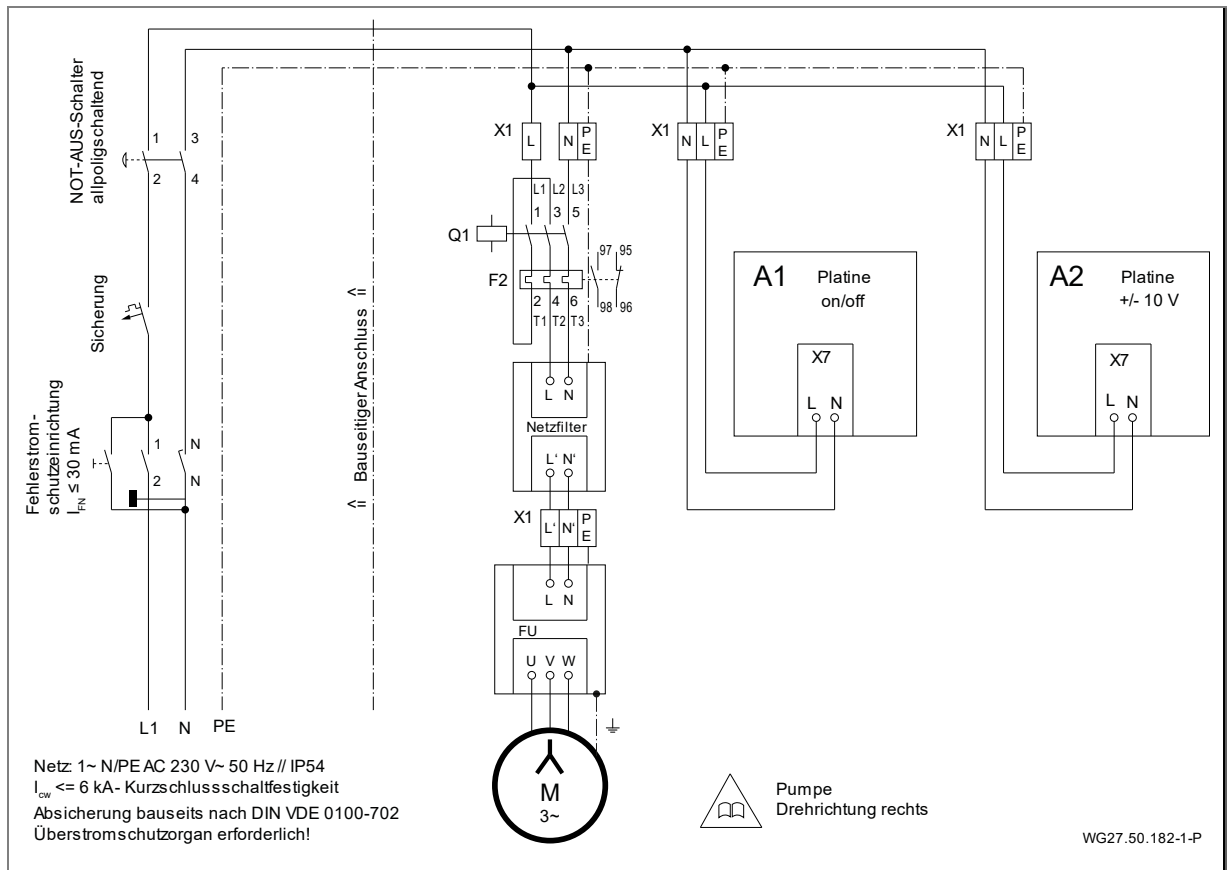 NOT-AUS-Schalter
allpoligschaltend
1
3
2
4
Sicherung
Fehlerstrom-
schutzeinrichtung
I_FN ≤ 30 mA
1
N
2
N
L1
N
PE
<= Bauseitiger Anschluss <=
X1
L
N
PE
L1
L2
L3
1
3
5
Q1
F2
97
95
98
96
2
4
6
T1
T2
T3
L
N
Netzfilter
L‘
N‘
X1
L‘
N‘
PE
L
N
FU
U
V
W
M
3~
X1
N
L
PE
A1
Platine
on/off
X7
L
N
X1
N
L
PE
A2
Platine
+/- 10 V
X7
L
N
Netz: 1~ N/PE AC 230 V~ 50 Hz // IP54
I_cw <= 6 kA- Kurzschlussschaltfestigkeit
Absicherung bauseits nach DIN VDE 0100-702
Überstromschutzorgan erforderlich!
Pumpe
Drehrichtung rechts
WG27.50.182-1-P